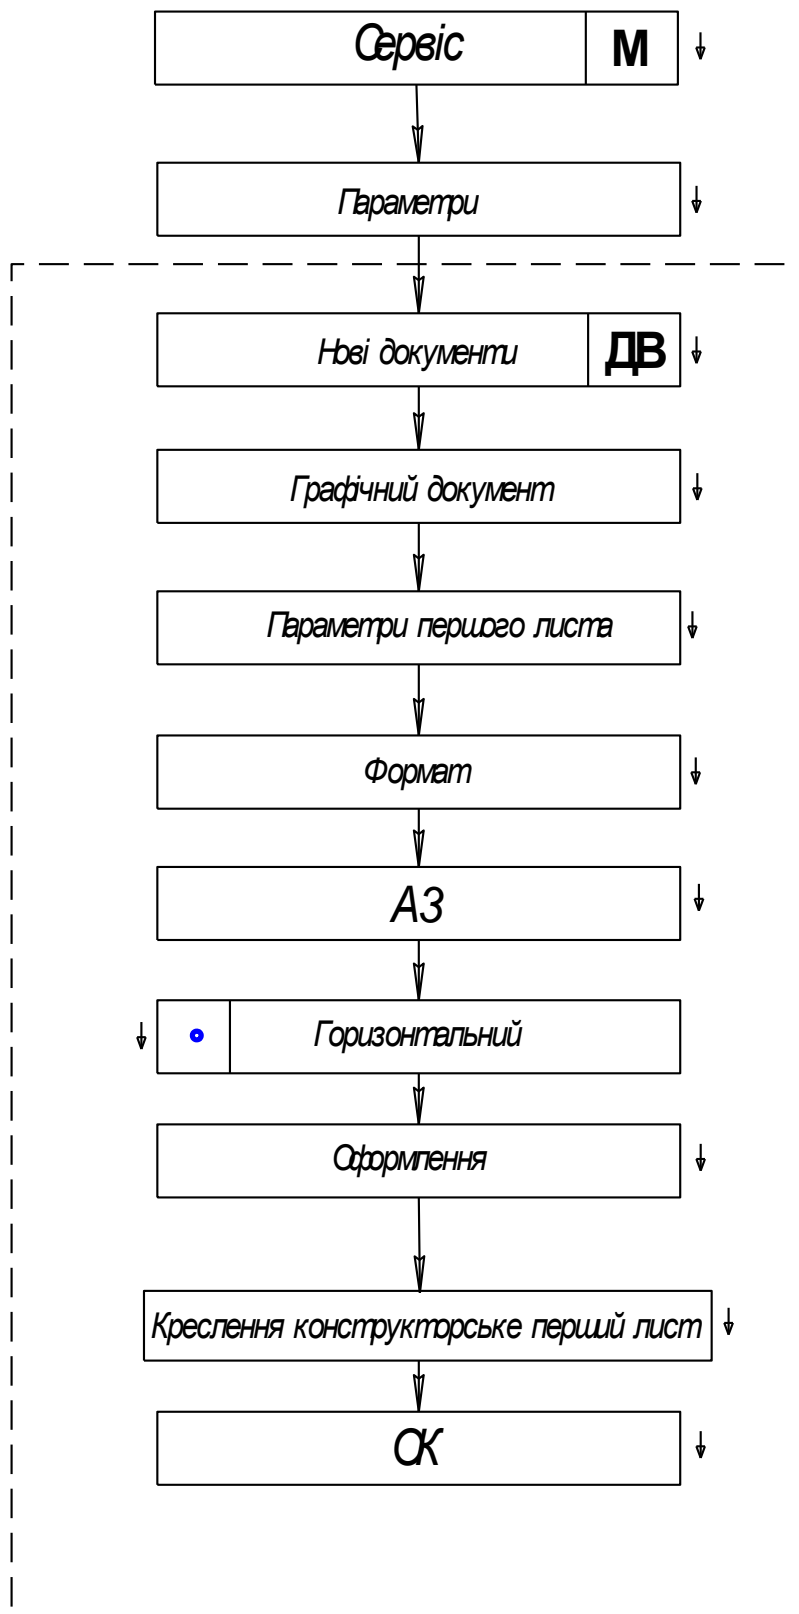 Сервіс М
Параметри
Нові документи ДВ
Графічний документ
Параметри першого листа
Формат
А3
Горизонтальний
Оформлення
Креслення конструкторське перший лист
ОК